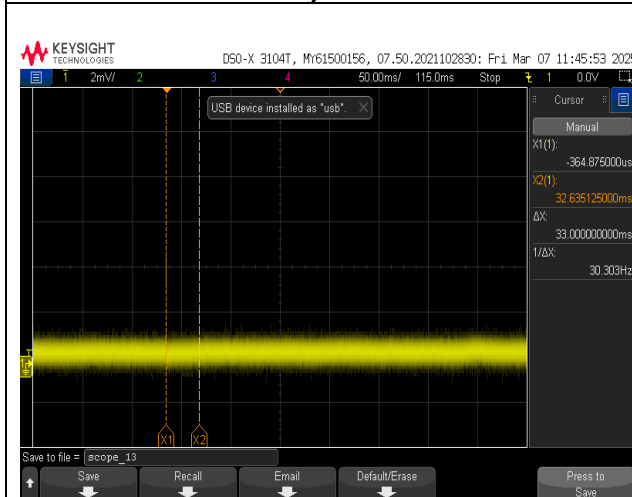 KEYSIGHT
TECHNOLOGIES
DSO-X 3104T, MY61500156, 07.50.2021102830: Fri Mar 07 11:45:53 2025
1 2mV/ 2 3 4 50.00ms/ 115.0ms Stop 1 0.0V
USB device installed as "usb". X
Cursor
Manual
X1(1):
-364.875000us
X2(1):
32.635125000ms
ΔX:
33.000000000ms
1/ΔX:
30.303Hz
X1 X2
Save to file = scope_13
Save
Recall
Email
Default/Erase
Press to
Save